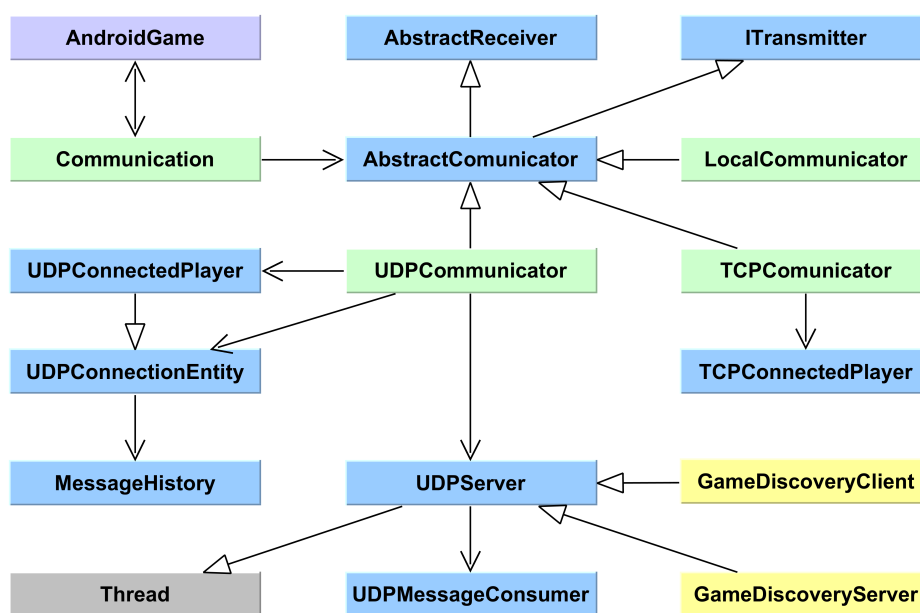 AndroidGame
AbstractReceiver
ITransmitter
Communication
AbstractComunicator
LocalCommunicator
UDPConnectedPlayer
UDPCommunicator
TCPComunicator
UDPConnectionEntity
TCPConnectedPlayer
MessageHistory
UDPServer
GameDiscoveryClient
Thread
UDPMessageConsumer
GameDiscoveryServer